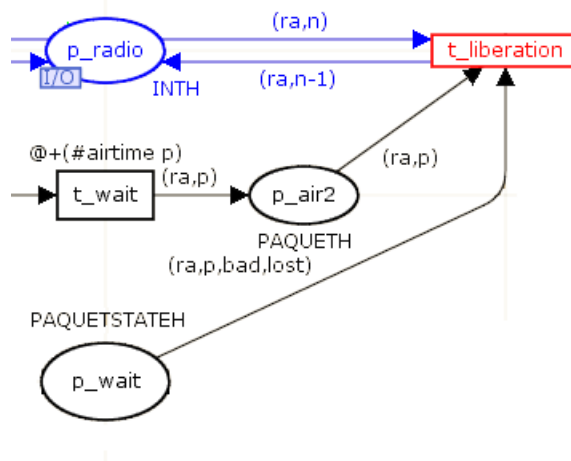 (ra,n)
p_radio
t_liberation
I/O
INTH
(ra,n-1)
@+(#airtime p)
(ra,p)
(ra,p)
t_wait
p_air2
PAQUETH
(ra,p,bad,lost)
PAQUETSTATEH
p_wait